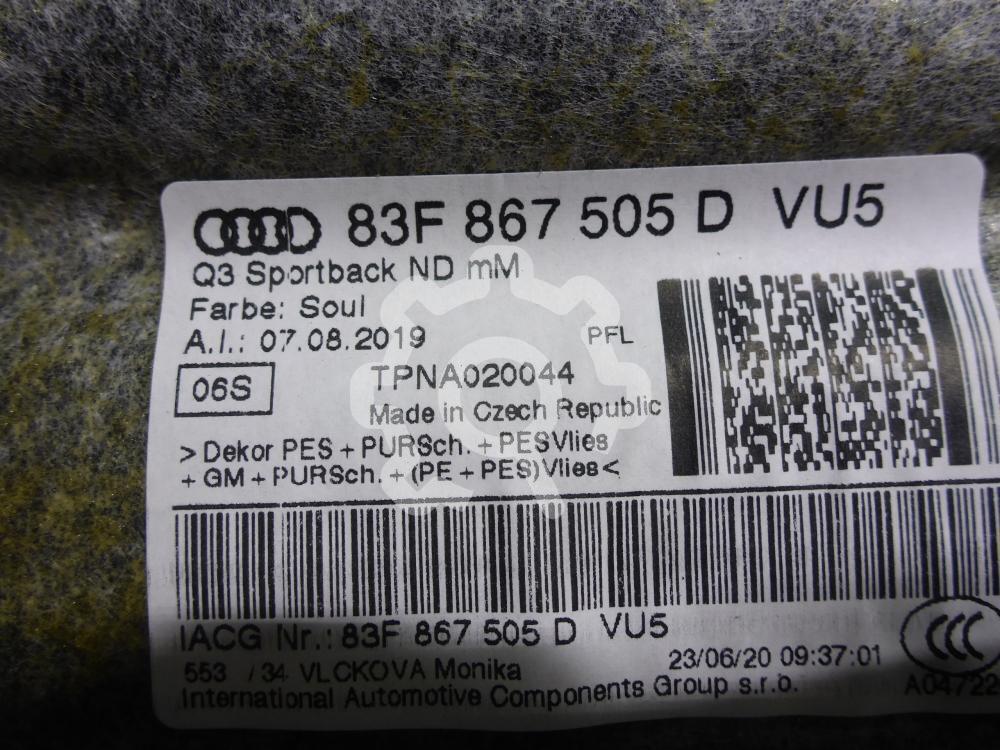 83F 867 505 D VU5
Q3 Sportback ND mM
Farbe: Soul
A.I.: 07.08.2019
PFL
06S
TPNA020044
Made in Czech Republic
>Dekor PES + PURSch. + PESVlies
+ GM + PURSch. + (PE + PES)Vlies<
IACG Nr.: 83F 867 505 D VU5
553 / 34 VLCKOVA Monika
23/06/20 09:37:01
International Automotive Components Group s.r.o.
CCC
A04722